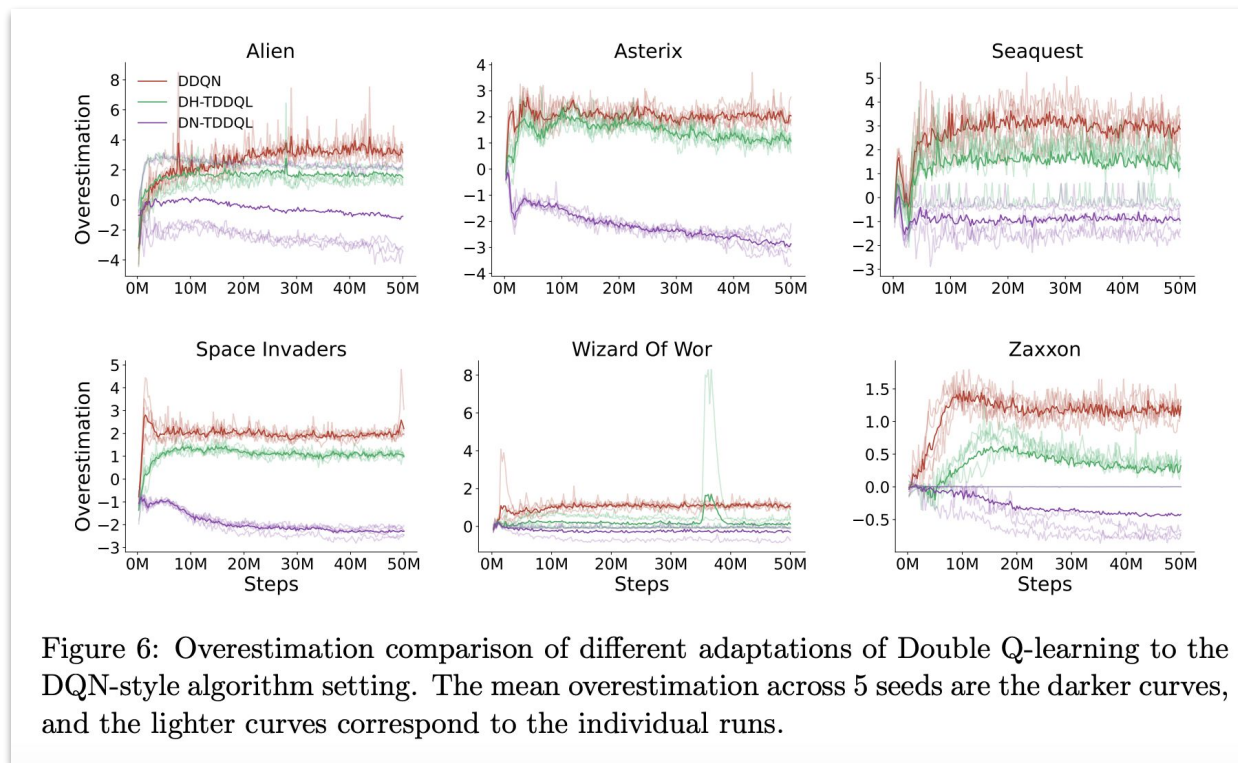 Alien
Asterix
Seaquest
Overestimation
8
6
4
2
0
−2
−4
DDQN
DH-TDDQL
DN-TDDQL
0M 10M 20M 30M 40M 50M
4
3
2
1
0
−1
−2
−3
−4
0M 10M 20M 30M 40M 50M
5
4
3
2
1
0
−1
−2
−3
0M 10M 20M 30M 40M 50M
Space Invaders
Wizard Of Wor
Zaxxon
Overestimation
5
4
3
2
1
0
−1
−2
−3
0M 10M 20M 30M 40M 50M
Steps
8
6
4
2
0
0M 10M 20M 30M 40M 50M
Steps
1.5
1.0
0.5
0.0
−0.5
0M 10M 20M 30M 40M 50M
Steps
Figure 6: Overestimation comparison of different adaptations of Double Q-learning to the
DQN-style algorithm setting. The mean overestimation across 5 seeds are the darker curves,
and the lighter curves correspond to the individual runs.